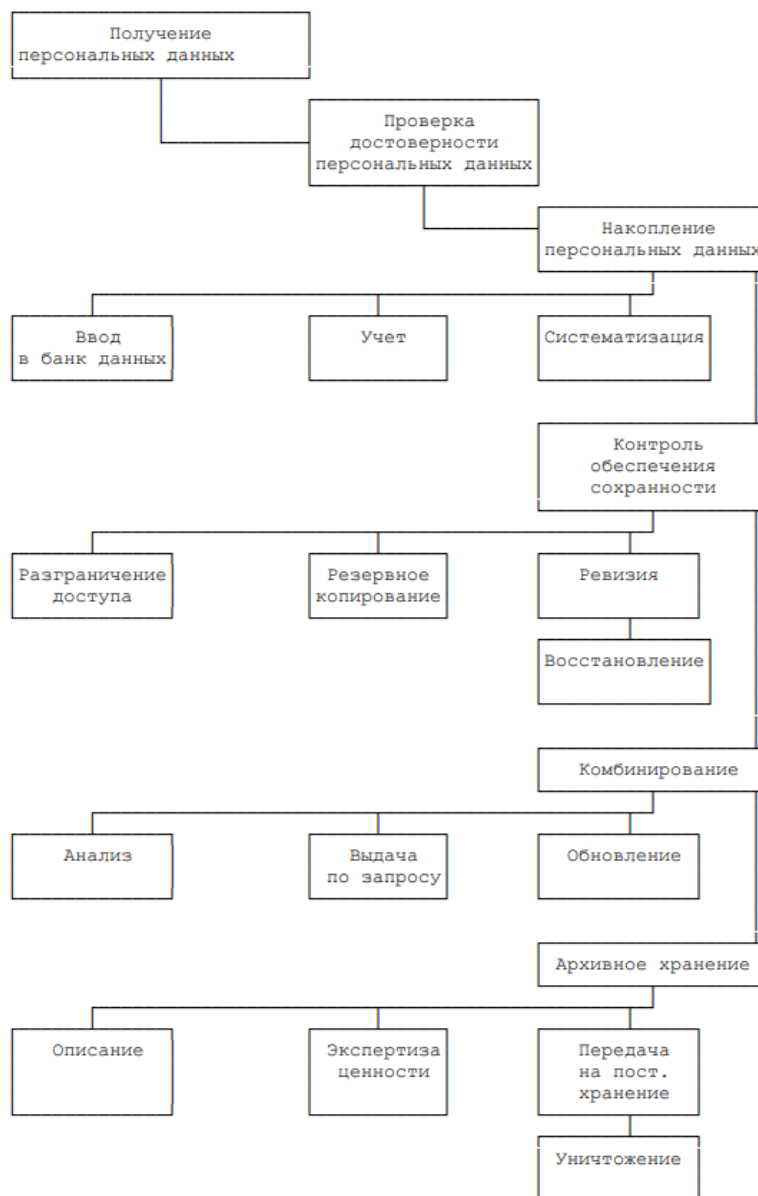 Получение
персональных данных
Проверка
достоверности
персональных данных
Накопление
персональных данных
Ввод
в банк данных
Учет
Систематизация
Контроль
обеспечения
сохранности
Разграничение
доступа
Резервное
копирование
Ревизия
Восстановление
Комбинирование
Анализ
Выдача
по запросу
Обновление
Архивное хранение
Описание
Экспертиза
ценности
Передача
на пост.
хранение
Уничтожение